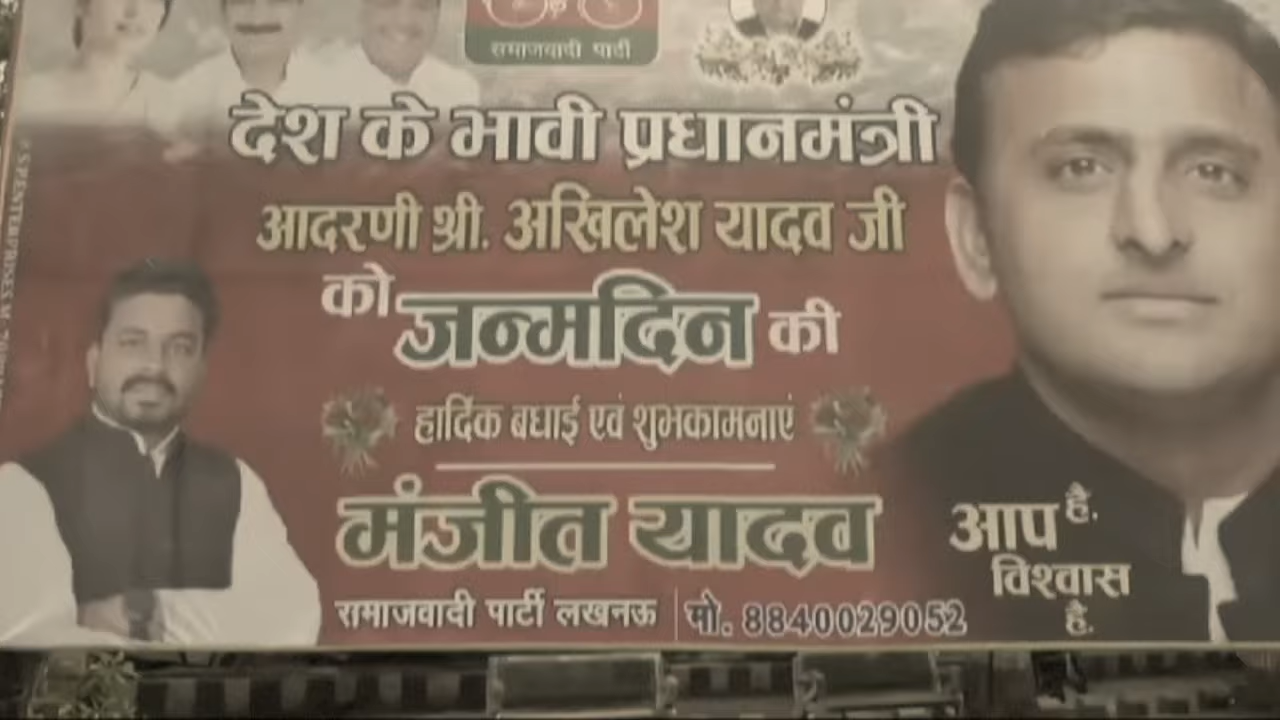 समाजवादी पार्टी
देश के भावी प्रधानमंत्री
आदरणी श्री. अखिलेश यादव जी
को जन्मदिन की
हार्दिक बधाई एवं शुभकामनाएं
मंजीत यादव
समाजवादी पार्टी लखनऊ मो. 8840029052
आप है.
विश्वास
है.